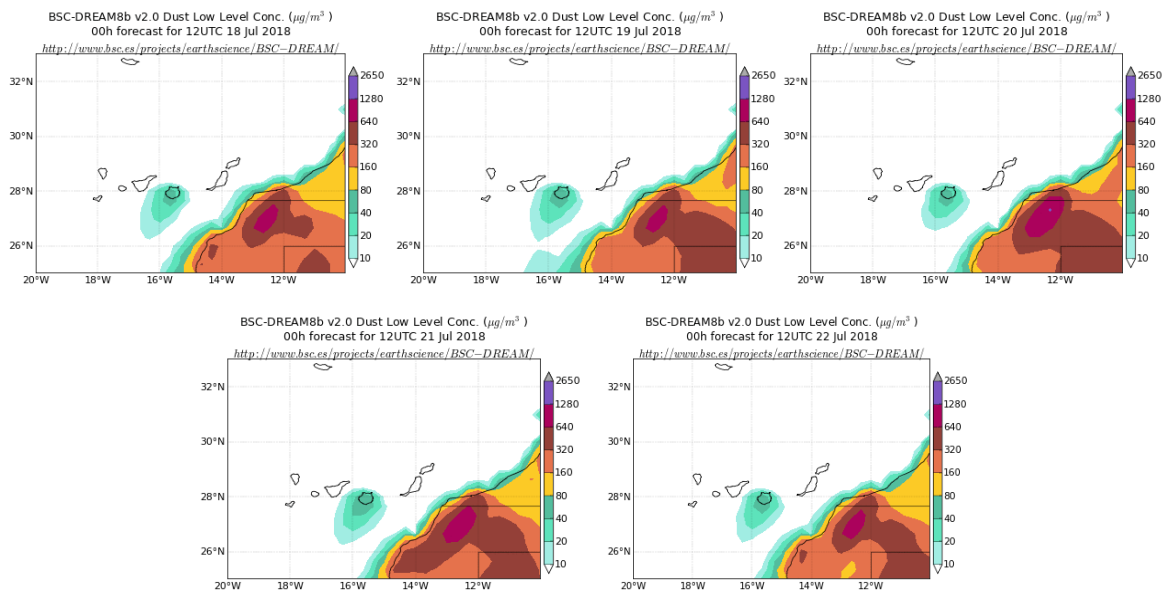 BSC-DREAM8b v2.0 Dust Low Level Conc. (μg/m³ )
00h forecast for 12UTC 18 Jul 2018
http://www.bsc.es/projects/earthscience/BSC−DREAM/
32°N
30°N
28°N
26°N
20°W 18°W 16°W 14°W 12°W
2650
1280
640
320
160
80
40
20
10
BSC-DREAM8b v2.0 Dust Low Level Conc. (μg/m³ )
00h forecast for 12UTC 19 Jul 2018
http://www.bsc.es/projects/earthscience/BSC−DREAM/
32°N
30°N
28°N
26°N
20°W 18°W 16°W 14°W 12°W
2650
1280
640
320
160
80
40
20
10
BSC-DREAM8b v2.0 Dust Low Level Conc. (μg/m³ )
00h forecast for 12UTC 20 Jul 2018
http://www.bsc.es/projects/earthscience/BSC−DREAM/
32°N
30°N
28°N
26°N
20°W 18°W 16°W 14°W 12°W
2650
1280
640
320
160
80
40
20
10
BSC-DREAM8b v2.0 Dust Low Level Conc. (μg/m³ )
00h forecast for 12UTC 21 Jul 2018
http://www.bsc.es/projects/earthscience/BSC−DREAM/
32°N
30°N
28°N
26°N
20°W 18°W 16°W 14°W 12°W
2650
1280
640
320
160
80
40
20
10
BSC-DREAM8b v2.0 Dust Low Level Conc. (μg/m³ )
00h forecast for 12UTC 22 Jul 2018
http://www.bsc.es/projects/earthscience/BSC−DREAM/
32°N
30°N
28°N
26°N
20°W 18°W 16°W 14°W 12°W
2650
1280
640
320
160
80
40
20
10